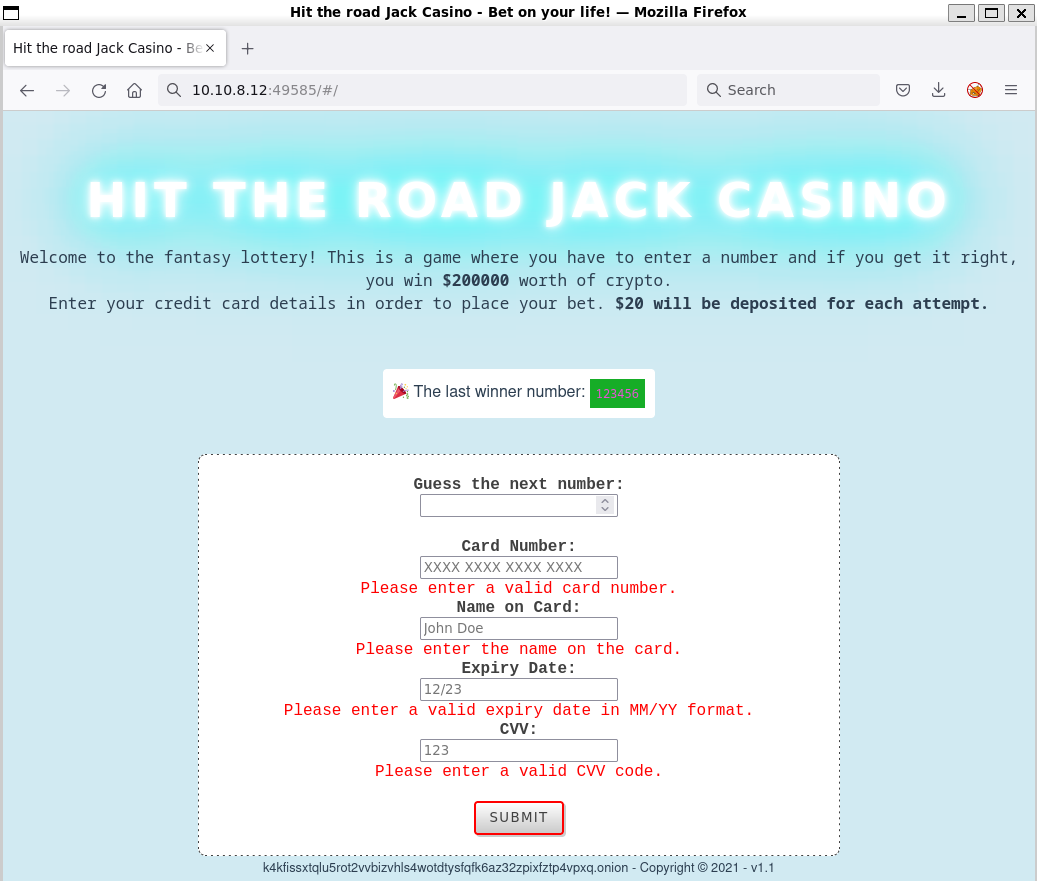 Hit the road Jack Casino - Bet on your life! — Mozilla Firefox
Hit the road Jack Casino - Be
10.10.8.12:49585/#/
Search
HIT THE ROAD JACK CASINO
Welcome to the fantasy lottery! This is a game where you have to enter a number and if you get it right,
you win $200000 worth of crypto.
Enter your credit card details in order to place your bet. $20 will be deposited for each attempt.
🎉 The last winner number: 123456
Guess the next number:
Card Number:
XXXX XXXX XXXX XXXX
Please enter a valid card number.
Name on Card:
John Doe
Please enter the name on the card.
Expiry Date:
12/23
Please enter a valid expiry date in MM/YY format.
CVV:
123
Please enter a valid CVV code.
SUBMIT
k4kfissxtqlu5rot2vvbizvhls4wotdtysfqfk6az32zpixfztp4vpxq.onion - Copyright © 2021 - v1.1